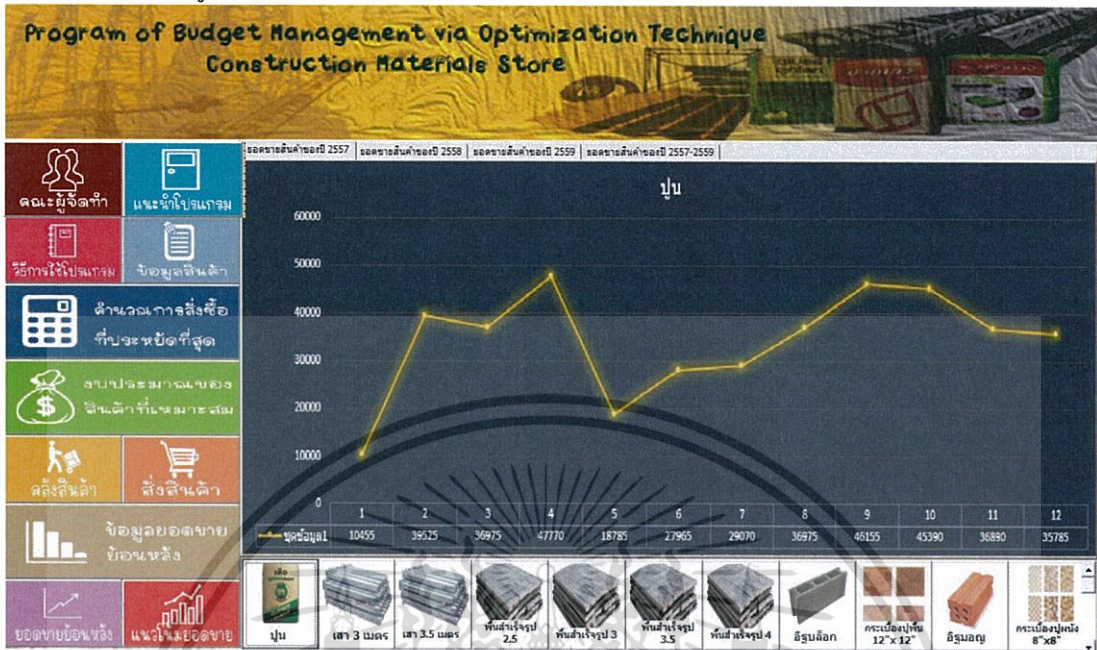 Program of Budget Management via Optimization Technique
Construction Materials Store
ยอดขายสินค้าของปี 2557
ยอดขายสินค้าของปี 2558
ยอดขายสินค้าของปี 2559
ยอดขายสินค้าของปี 2557-2559
คณะผู้จัดทำ
แนะนำโปรแกรม
วิธีการใช้โปรแกรม
ข้อมูลสินค้า
คำนวณการสั่งซื้อ
ที่ประหยัดที่สุด
งบประมาณของ
สินค้าที่เหมาะสม
คลังสินค้า
สั่งสินค้า
ข้อมูลยอดขาย
ย้อนหลัง
ยอดขายย้อนหลัง
แนวโน้มยอดขาย
ปูน
60000
50000
40000
30000
20000
10000
0
1 2 3 4 5 6 7 8 9 10 11 12
ชุดข้อมูล1 10455 39525 36975 47770 18785 27965 29070 36975 46155 45390 36890 35785
เสือ
ปูน
เสา 3 เมตร
เสา 3.5 เมตร
พื้นสำเร็จรูป
2.5
พื้นสำเร็จรูป 3
พื้นสำเร็จรูป
3.5
พื้นสำเร็จรูป 4
อิฐบล็อก
กระเบื้องปูพื้น
12"x 12"
อิฐมอญ
กระเบื้องปูผนัง
8"x8"